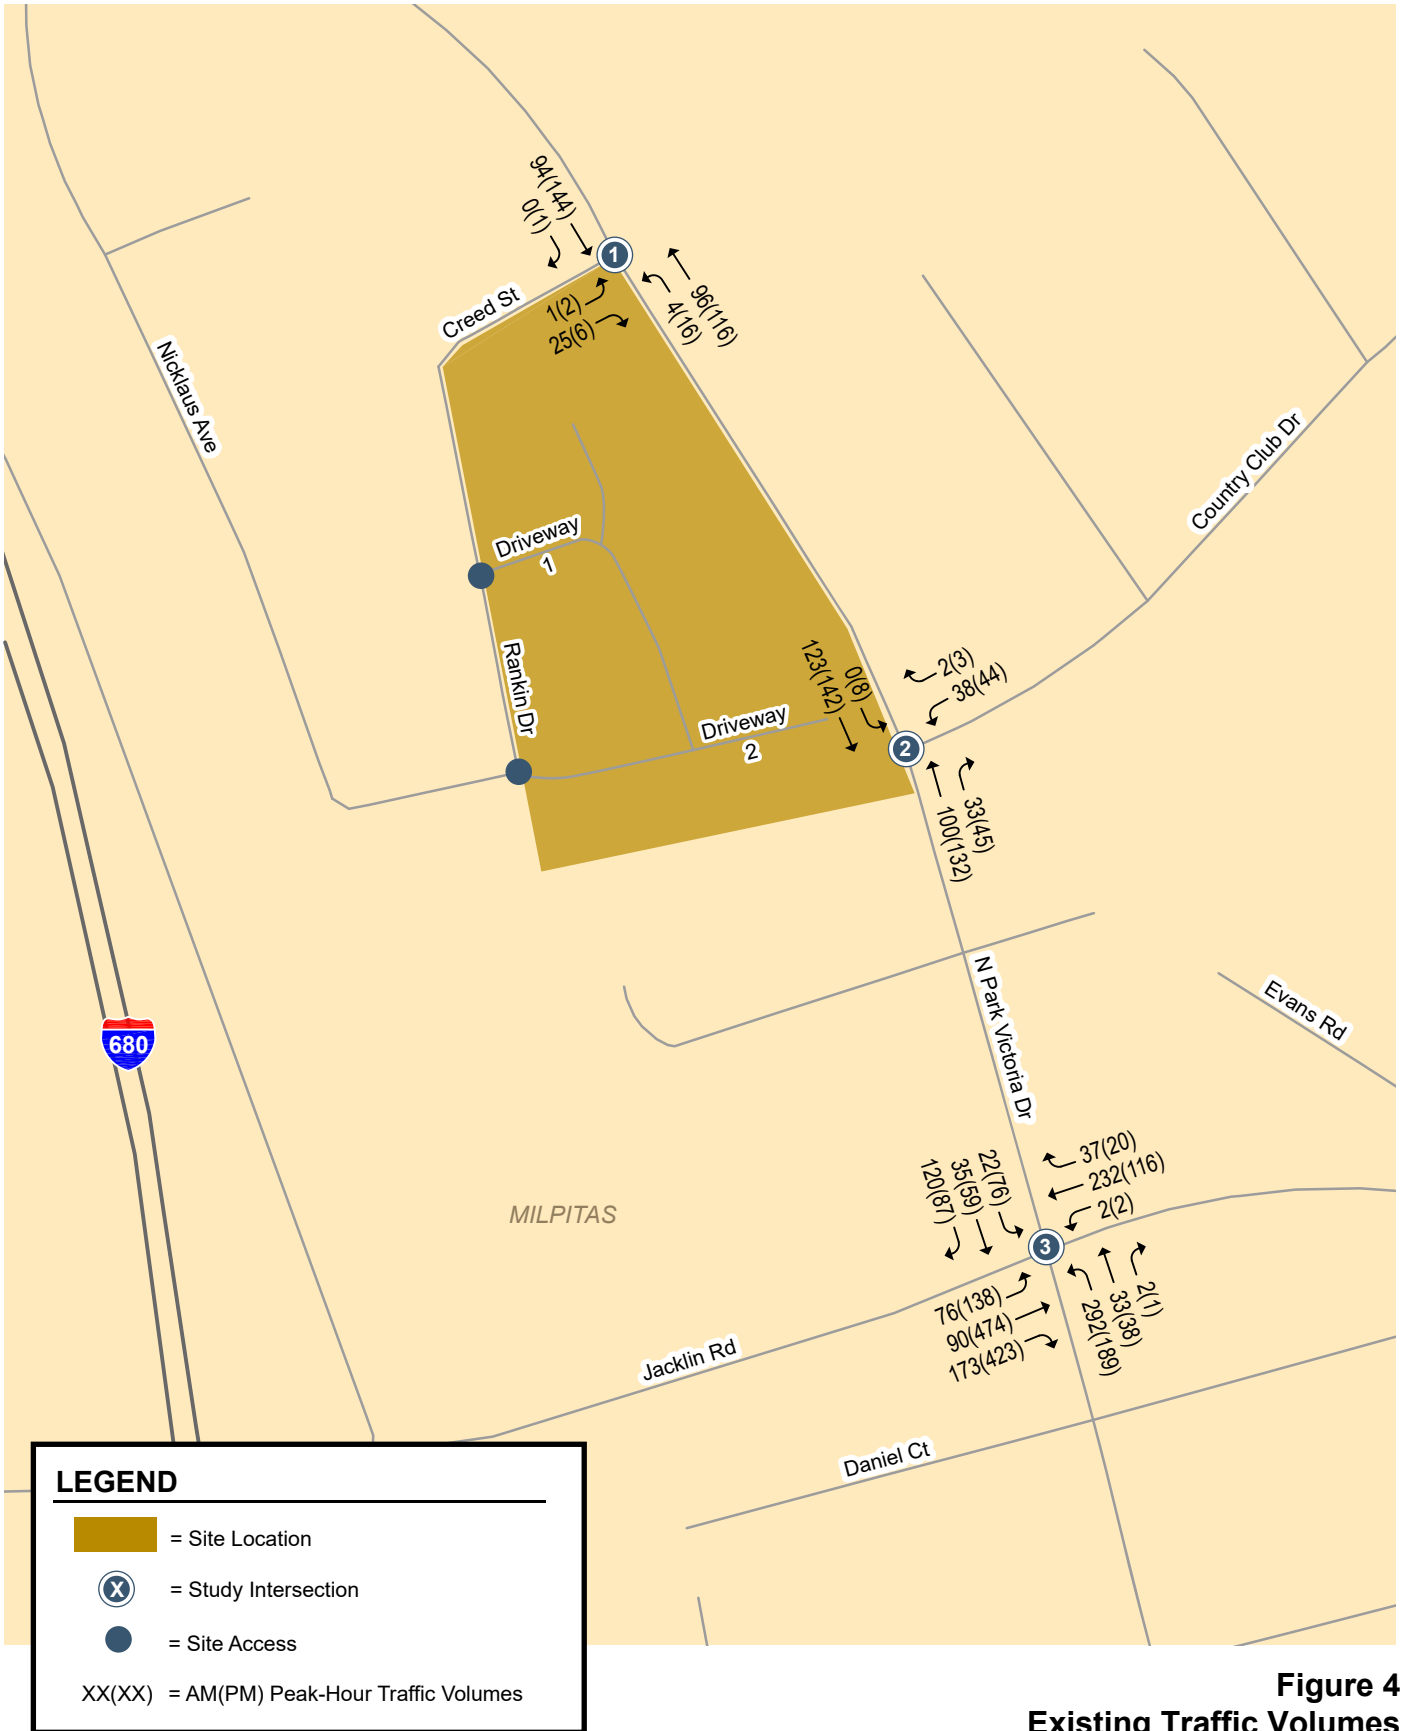 94(144)
0(1)
1
96(116)
4(16)
1(2)
25(6)
Creed St
Nicklaus Ave
Country Club Dr
Driveway
1
Rankin Dr
2(3)
38(44)
0(8)
123(142)
Driveway
2
2
33(45)
100(132)
N Park Victoria Dr
Evans Rd
680
37(20)
232(116)
2(2)
22(76)
35(59)
120(87)
MILPITAS
3
76(138)
90(474)
173(423)
2(1)
33(38)
292(189)
Jacklin Rd
Daniel Ct
LEGEND
= Site Location
X = Study Intersection
= Site Access
XX(XX) = AM(PM) Peak-Hour Traffic Volumes
Figure 4
Existing Traffic Volumes